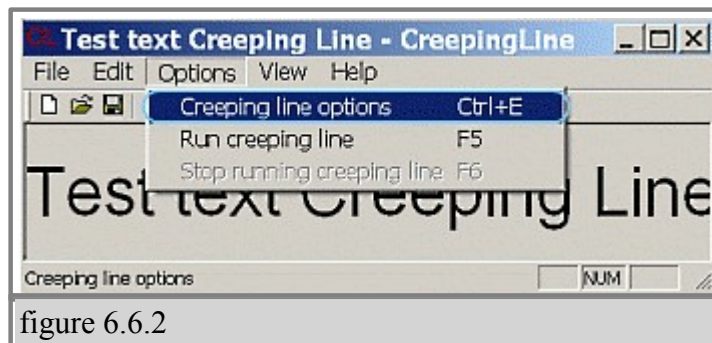 CL Test text Creeping Line - CreepingLine
File Edit Options View Help
Creeping line options Ctrl+E
Run creeping line F5
Stop running creeping line F6
Test text Creeping Line
Creeping line options NUM
figure 6.6.2